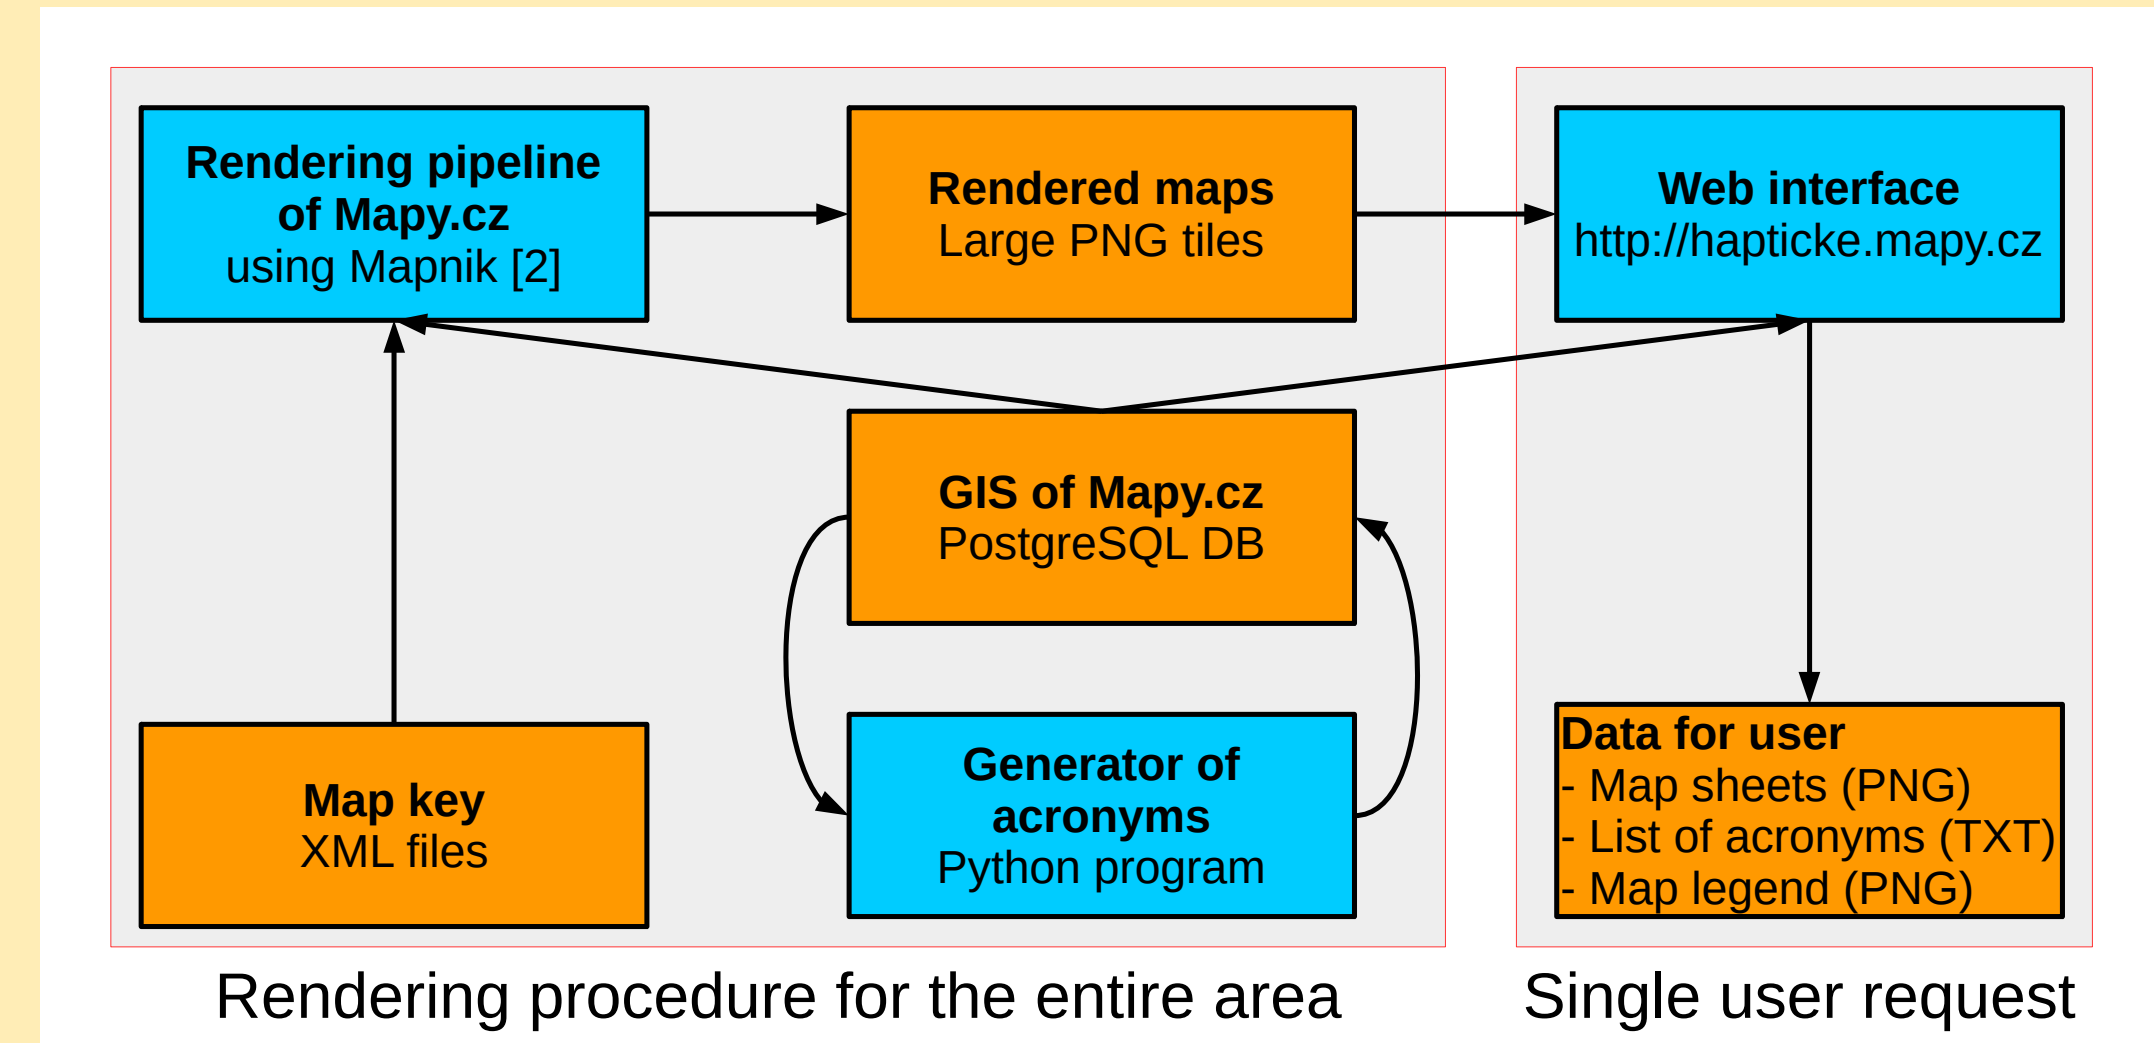 Rendering pipeline
of Mapy.cz
using Mapnik [2]
Rendered maps
Large PNG tiles
Web interface
http://hapticke.mapy.cz
GIS of Mapy.cz
PostgreSQL DB
Map key
XML files
Generator of
acronyms
Python program
Data for user
- Map sheets (PNG)
- List of acronyms (TXT)
- Map legend (PNG)
Rendering procedure for the entire area
Single user request